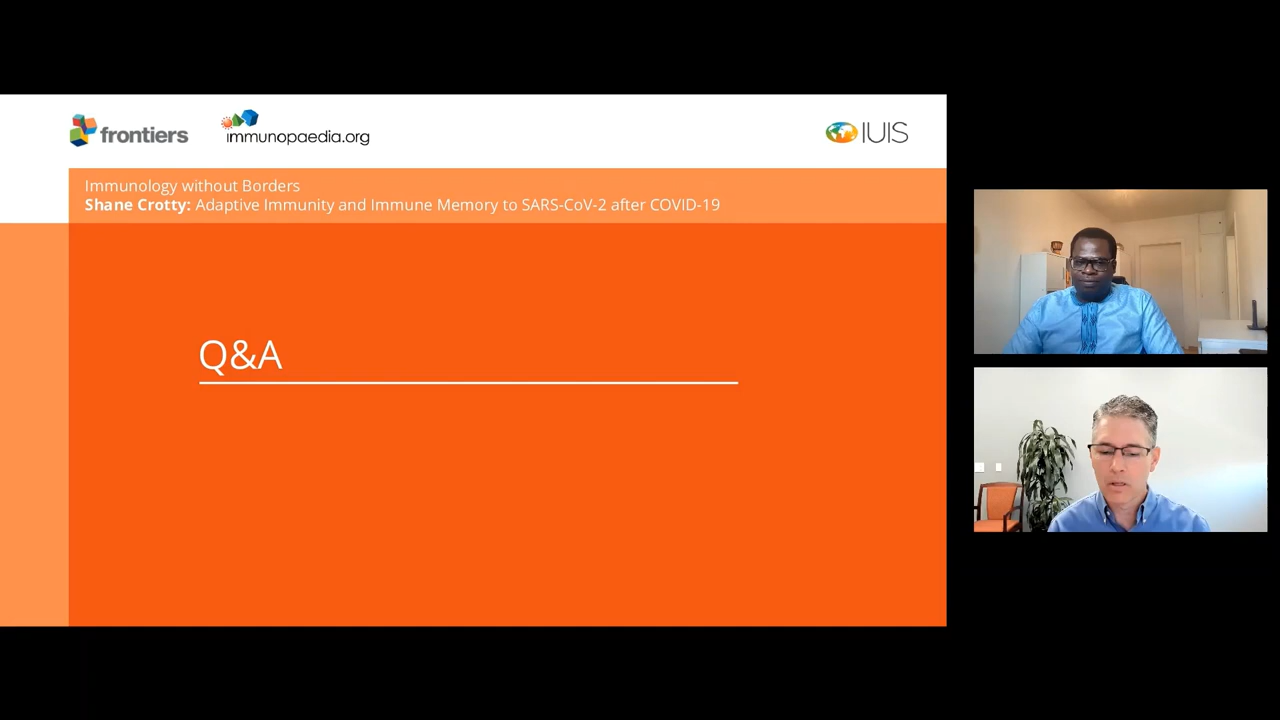 frontiers
immunopaedia.org
IUIS
Immunology without Borders
Shane Crotty: Adaptive Immunity and Immune Memory to SARS-CoV-2 after COVID-19
Q&A